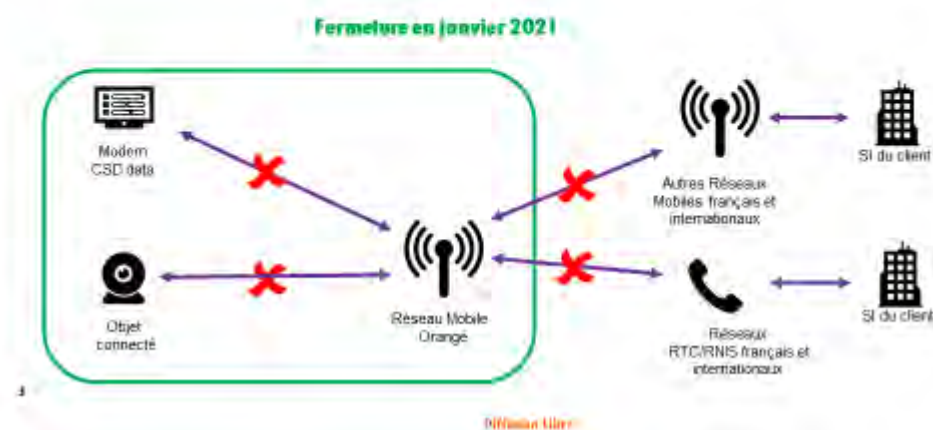 Fermeture en janvier 2021
Modem
CSD data
SI du client
Autres Réseaux
Mobiles français et
internationaux
Objet
connecté
Réseau Mobile
Orange
Réseaux
RTC/RNIS français et
internationaux
SI du client
3
Diffusion Libre